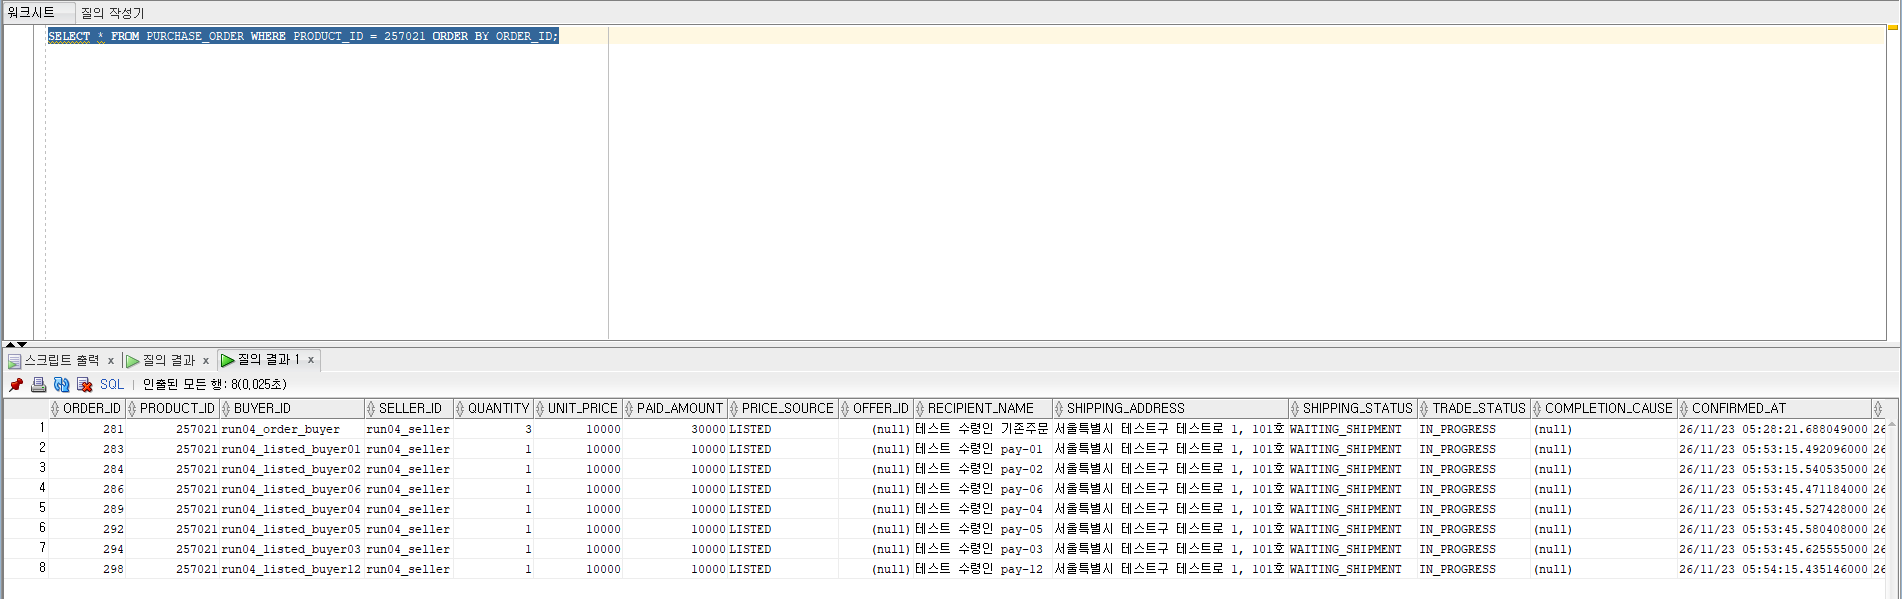 워크시트 질의 작성기
SELECT * FROM PURCHASE_ORDER WHERE PRODUCT_ID = 257021 ORDER BY ORDER_ID;
스크립트 출력 x 질의 결과 x 질의 결과 1 x
SQL | 인출된 모든 행: 8(0,025초)
ORDER_ID PRODUCT_ID BUYER_ID SELLER_ID QUANTITY UNIT_PRICE PAID_AMOUNT PRICE_SOURCE OFFER_ID RECIPIENT_NAME SHIPPING_ADDRESS SHIPPING_STATUS TRADE_STATUS COMPLETION_CAUSE CONFIRMED_AT
1 281 257021 run04_order_buyer run04_seller 3 10000 30000 LISTED (null) 테스트 수령인 기존주문 서울특별시 테스트구 테스트로 1, 101호 WAITING_SHIPMENT IN_PROGRESS (null) 26/11/23 05:28:21.688049000 26
2 283 257021 run04_listed_buyer01 run04_seller 1 10000 10000 LISTED (null) 테스트 수령인 pay-01 서울특별시 테스트구 테스트로 1, 101호 WAITING_SHIPMENT IN_PROGRESS (null) 26/11/23 05:53:15.492096000 26
3 284 257021 run04_listed_buyer02 run04_seller 1 10000 10000 LISTED (null) 테스트 수령인 pay-02 서울특별시 테스트구 테스트로 1, 101호 WAITING_SHIPMENT IN_PROGRESS (null) 26/11/23 05:53:15.540535000 26
4 286 257021 run04_listed_buyer06 run04_seller 1 10000 10000 LISTED (null) 테스트 수령인 pay-06 서울특별시 테스트구 테스트로 1, 101호 WAITING_SHIPMENT IN_PROGRESS (null) 26/11/23 05:53:45.471184000 26
5 289 257021 run04_listed_buyer04 run04_seller 1 10000 10000 LISTED (null) 테스트 수령인 pay-04 서울특별시 테스트구 테스트로 1, 101호 WAITING_SHIPMENT IN_PROGRESS (null) 26/11/23 05:53:45.527428000 26
6 292 257021 run04_listed_buyer05 run04_seller 1 10000 10000 LISTED (null) 테스트 수령인 pay-05 서울특별시 테스트구 테스트로 1, 101호 WAITING_SHIPMENT IN_PROGRESS (null) 26/11/23 05:53:45.580408000 26
7 294 257021 run04_listed_buyer03 run04_seller 1 10000 10000 LISTED (null) 테스트 수령인 pay-03 서울특별시 테스트구 테스트로 1, 101호 WAITING_SHIPMENT IN_PROGRESS (null) 26/11/23 05:53:45.625555000 26
8 298 257021 run04_listed_buyer12 run04_seller 1 10000 10000 LISTED (null) 테스트 수령인 pay-12 서울특별시 테스트구 테스트로 1, 101호 WAITING_SHIPMENT IN_PROGRESS (null) 26/11/23 05:54:15.435146000 26